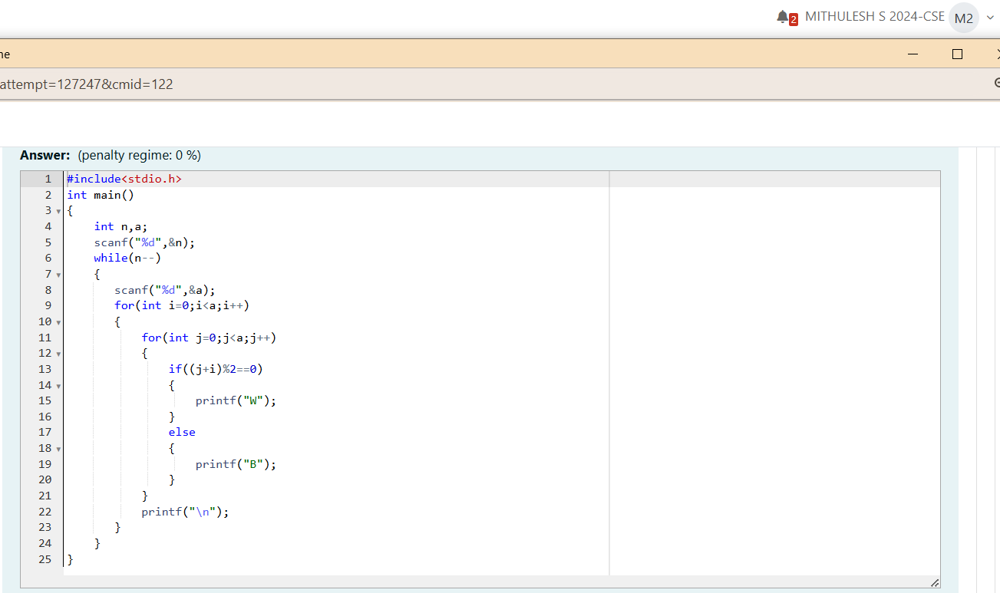 2 MITHULESH S 2024-CSE M2
ne
attempt=127247&cmid=122
Answer: (penalty regime: 0 %)
1 #include<stdio.h>
2 int main()
3 {
4     int n,a;
5     scanf("%d",&n);
6     while(n--)
7     {
8        scanf("%d",&a);
9        for(int i=0;i<a;i++)
10        {
11            for(int j=0;j<a;j++)
12            {
13                if((j+i)%2==0)
14                {
15                    printf("W");
16                }
17                else
18                {
19                    printf("B");
20                }
21            }
22            printf("\n");
23        }
24     }
25 }